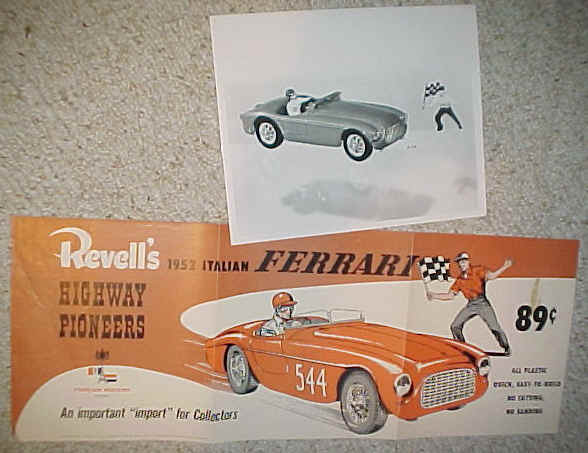 Revell's
1952 ITALIAN FERRARI
HIGHWAY
PIONEERS
89¢
544
ALL PLASTIC
QUICK, EASY-TO-BUILD
NO CUTTING,
NO SANDING
An important "import" for Collectors